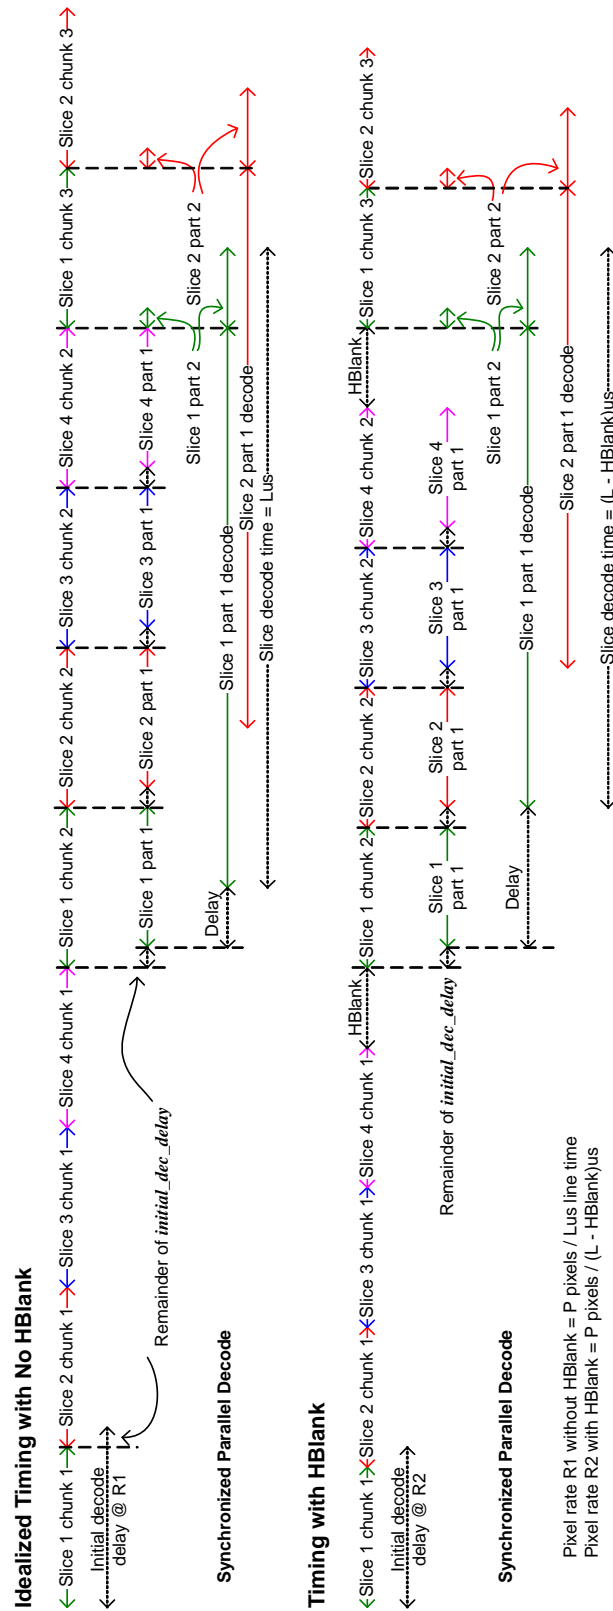 Idealized Timing with No HBlank
Slice 1 chunk 1
Slice 2 chunk 1
Slice 3 chunk 1
Slice 4 chunk 1
Slice 1 chunk 2
Slice 2 chunk 2
Slice 3 chunk 2
Slice 4 chunk 2
Slice 1 chunk 3
Slice 2 chunk 3
Initial decode
delay @ R1
Remainder of initial_dec_delay
Slice 1 part 1
Slice 2 part 1
Slice 3 part 1
Slice 4 part 1
Slice 1 part 2
Slice 2 part 2
Synchronized Parallel Decode
Delay
Slice 1 part 1 decode
Slice 2 part 1 decode
Slice decode time = Lus
Timing with HBlank
HBlank
HBlank
Slice 1 chunk 1
Slice 2 chunk 1
Slice 3 chunk 1
Slice 4 chunk 1
Slice 1 chunk 2
Slice 2 chunk 2
Slice 3 chunk 2
Slice 4 chunk 2
Slice 1 chunk 3
Slice 2 chunk 3
Initial decode
delay @ R2
Remainder of initial_dec_delay
Slice 1
part 1
Slice 2
part 1
Slice 3
part 1
Slice 4
part 1
Slice 1 part 2
Slice 2 part 2
Synchronized Parallel Decode
Delay
Slice 1 part 1 decode
Slice 2 part 1 decode
Slice decode time = (L - HBlank)us
Pixel rate R1 without HBlank = P pixels / Lus line time
Pixel rate R2 with HBlank = P pixels / (L - HBlank)us